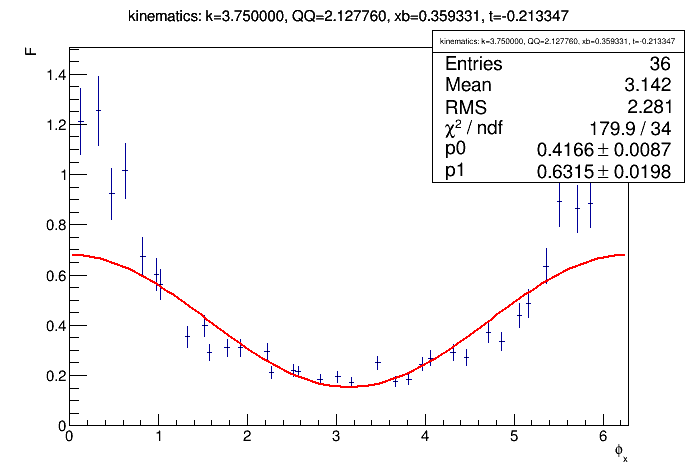 kinematics: k=3.750000, QQ=2.127760, xb=0.359331, t=-0.213347
F
kinematics: k=3.750000, QQ=2.127760, xb=0.359331, t=-0.213347
Entries 36
Mean 3.142
RMS 2.281
χ² / ndf 179.9 / 34
p0 0.4166 ± 0.0087
p1 0.6315 ± 0.0198
1.4
1.2
1
0.8
0.6
0.4
0.2
0
0 1 2 3 4 5 6
ϕx